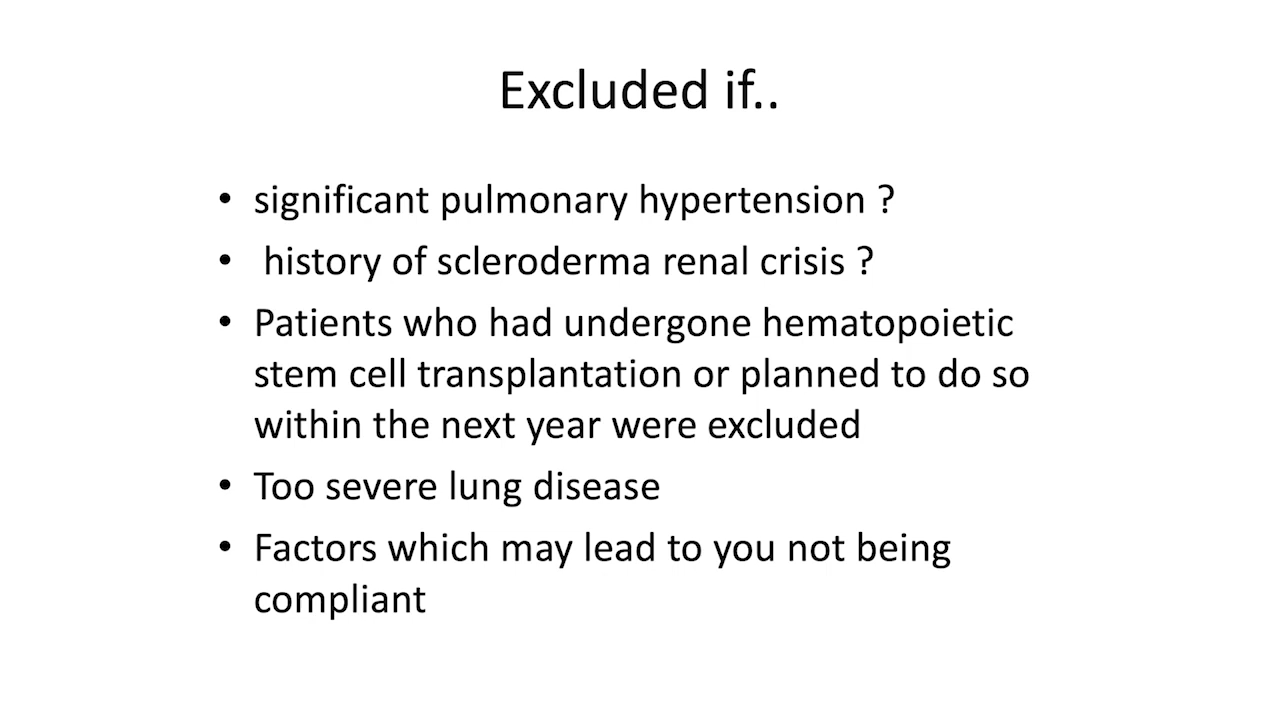 Excluded if..
• significant pulmonary hypertension ?
• history of scleroderma renal crisis ?
• Patients who had undergone hematopoietic
stem cell transplantation or planned to do so
within the next year were excluded
• Too severe lung disease
• Factors which may lead to you not being
compliant